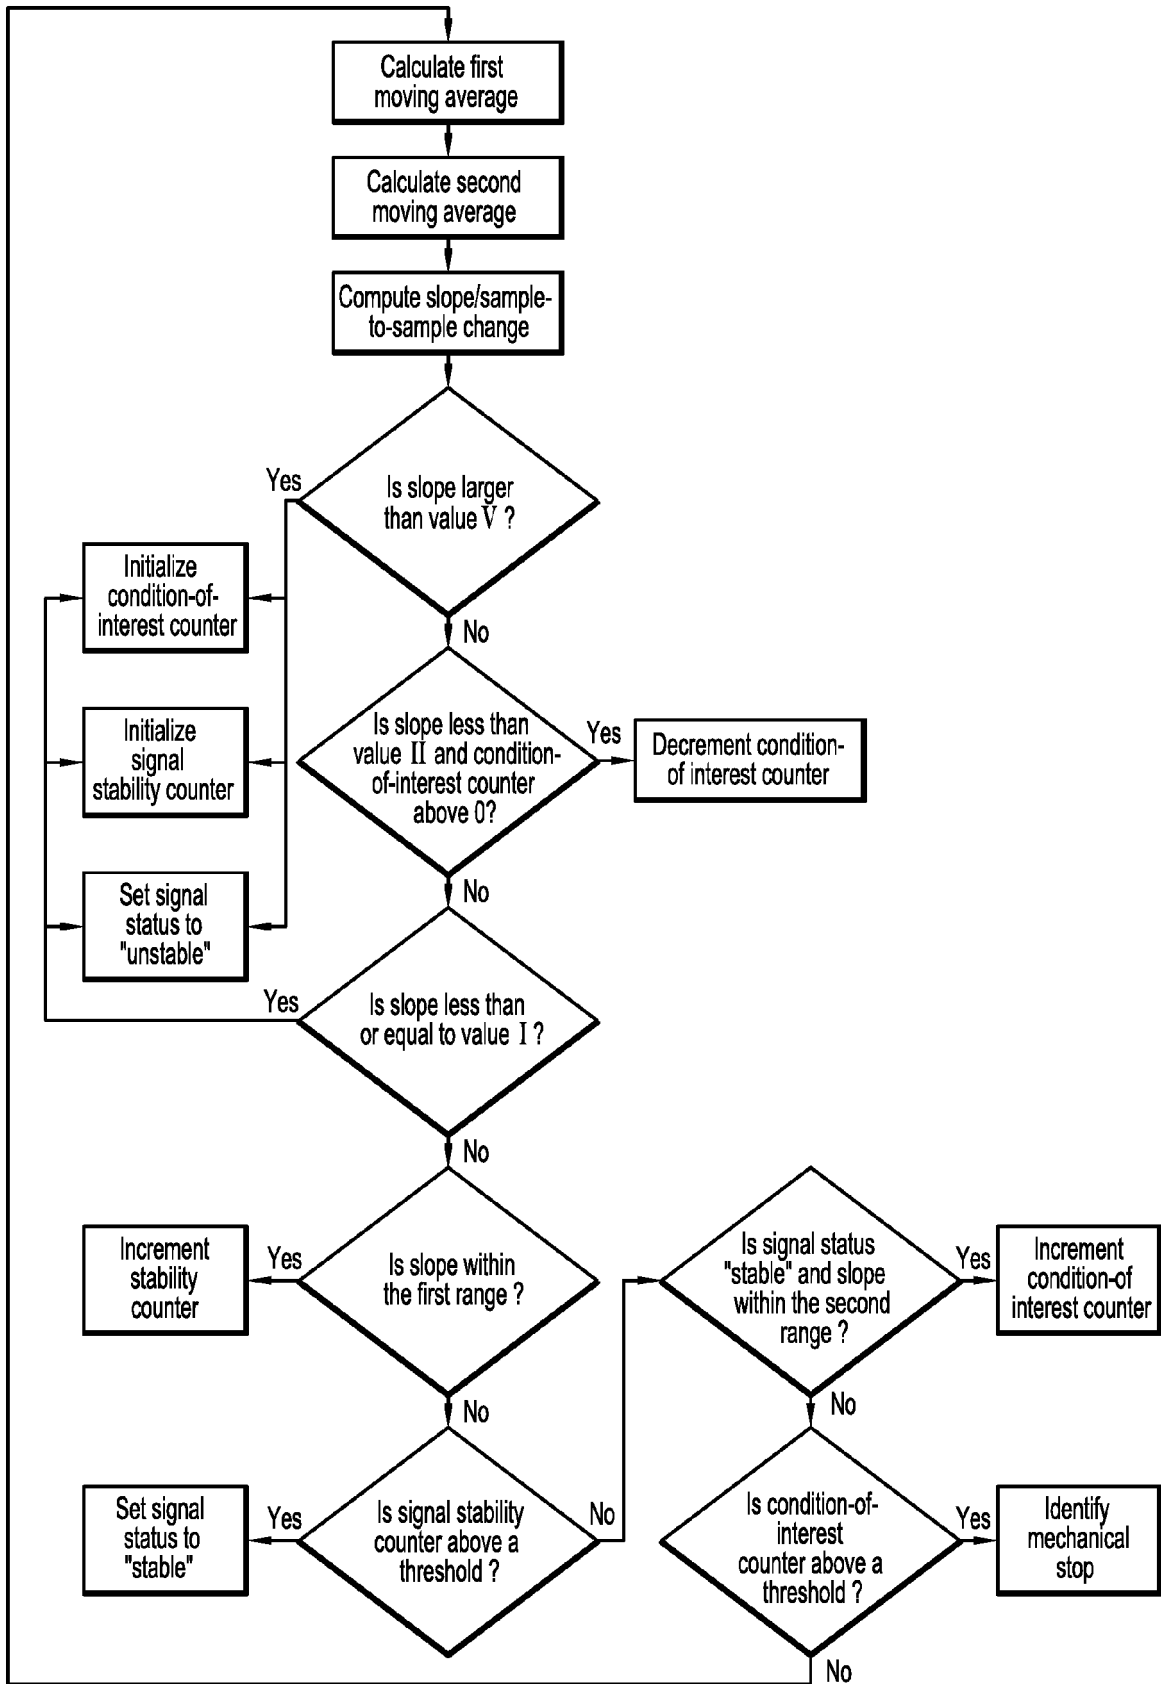 Calculate first
moving average
Calculate second
moving average
Compute slope/sample-
to-sample change
Yes
Is slope larger
than value V ?
Initialize
condition-of-
interest counter
No
Initialize
signal
stability counter
Is slope less than
value II and condition-
of-interest counter
above 0?
Yes
Decrement condition-
of interest counter
Set signal
status to
"unstable"
No
Yes
Is slope less than
or equal to value I ?
No
Increment
stability
counter
Yes
Is slope within
the first range ?
Is signal status
"stable" and slope
within the second
range ?
Yes
Increment
condition-of
interest counter
No
No
Set signal
status to
"stable"
Yes
Is signal stability
counter above a
threshold ?
No
Is condition-of-
interest
counter above a
threshold ?
Yes
Identify
mechanical
stop
No